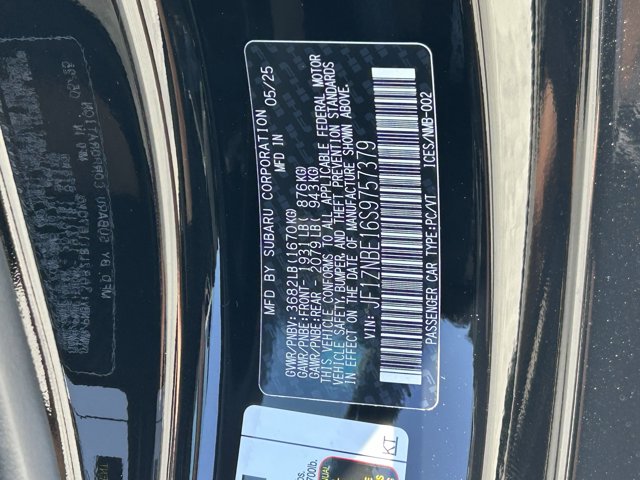 MFD BY SUBARU CORPORATION 05/25
GVWR/PNBV 3682LB(1670KG) MFD IN
GAWR/PNBE:FRONT- 1931LB( 876KG)
GAWR/PNBE:REAR - 2079LB( 943KG)
THIS VEHICLE CONFORMS TO ALL APPLICABLE FEDERAL MOTOR
VEHICLE SAFETY,BUMPER, AND THEFT PREVENTION STANDARDS
IN EFFECT ON THE DATE OF MANUFACTURE SHOWN ABOVE.
VIN: JF1ZNBE16S9757379
PASSENGER CAR TYPE:PC/VT ICES/NMB-002
KT
700lb.